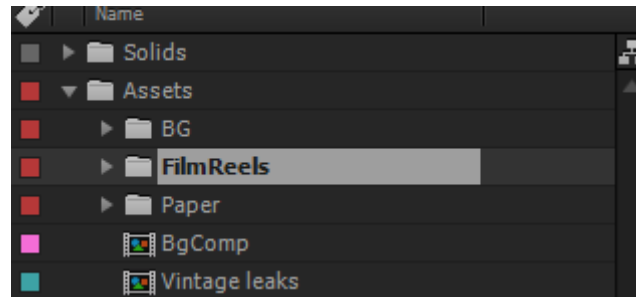 Name
Solids
Assets
BG
FilmReels
Paper
BgComp
Vintage leaks